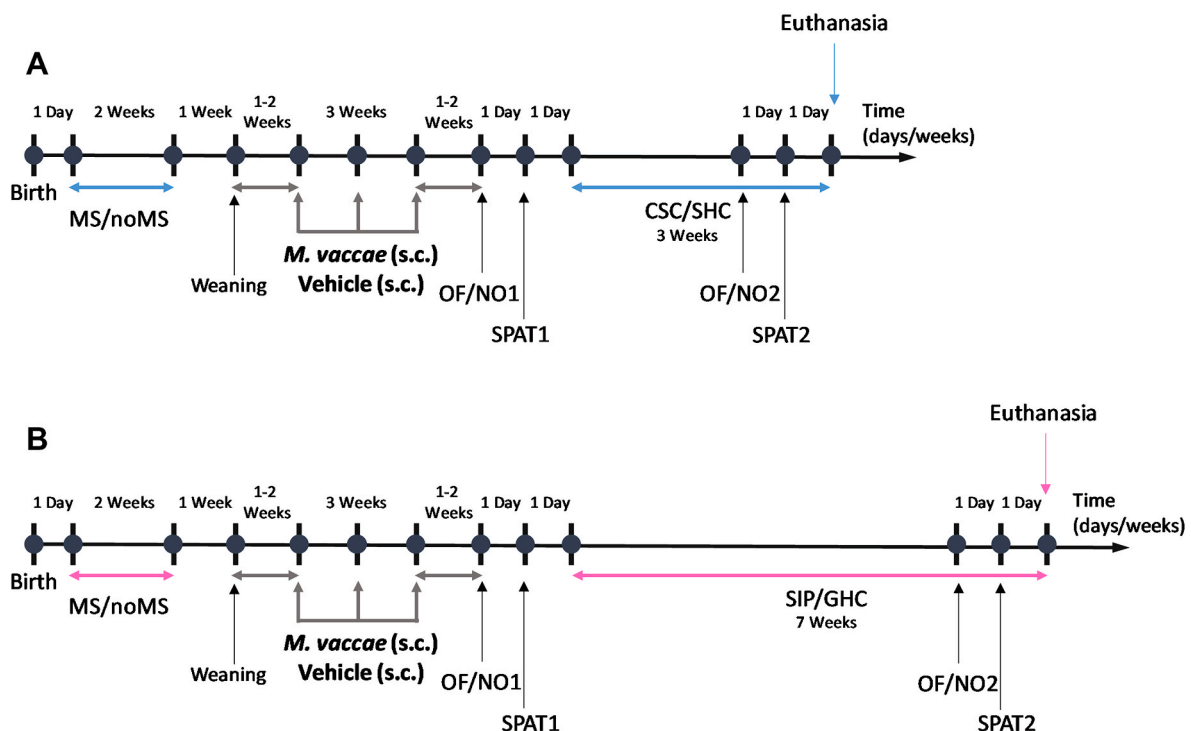 Euthanasia
A
1 Day 2 Weeks 1 Week 1-2 Weeks 3 Weeks 1-2 Weeks 1 Day 1 Day 1 Day 1 Day
Time
(days/weeks)
Birth
MS/noMS
Weaning
M. vaccae (s.c.)
Vehicle (s.c.)
OF/NO1
SPAT1
CSC/SHC
3 Weeks
OF/NO2
SPAT2
Euthanasia
B
1 Day 2 Weeks 1 Week 1-2 Weeks 3 Weeks 1-2 Weeks 1 Day 1 Day 1 Day 1 Day
Time
(days/weeks)
Birth
MS/noMS
Weaning
M. vaccae (s.c.)
Vehicle (s.c.)
OF/NO1
SPAT1
SIP/GHC
7 Weeks
OF/NO2
SPAT2